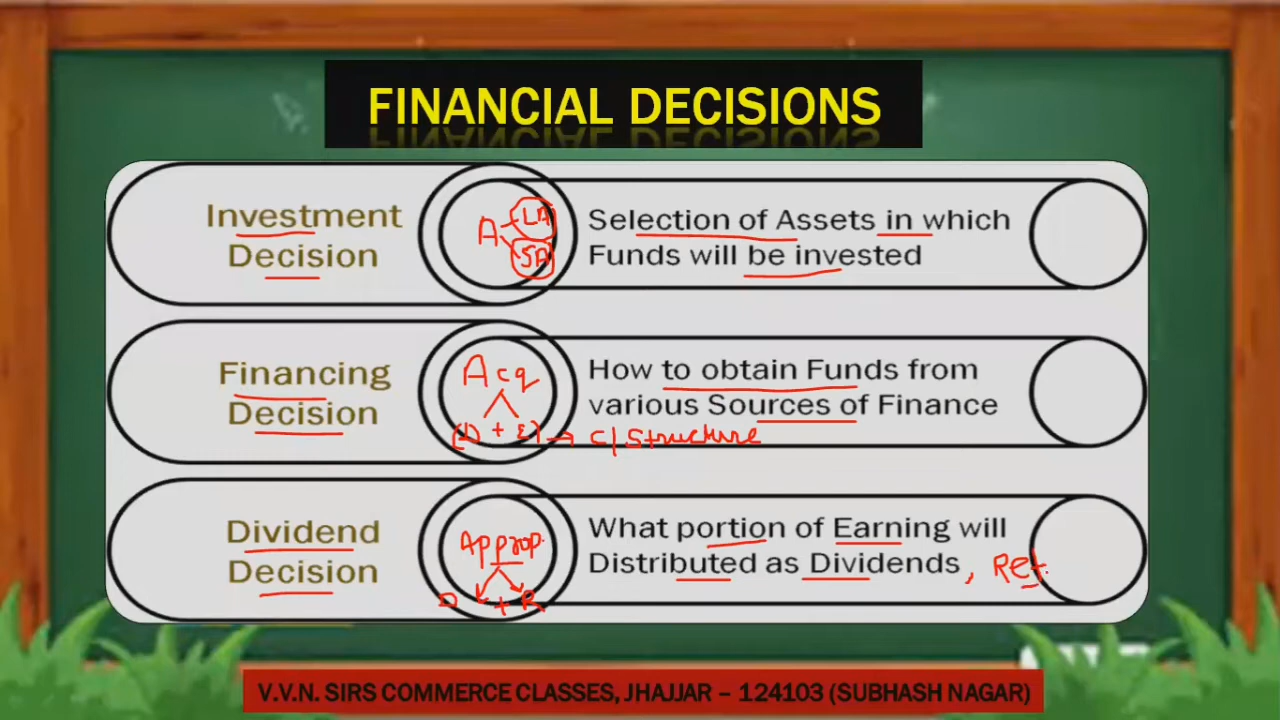 FINANCIAL DECISIONS
Investment
Decision
A
LA
SA
Selection of Assets in which
Funds will be invested
Financing
Decision
Acq
(D + E) → C/Structure
How to obtain Funds from
various Sources of Finance
Dividend
Decision
Approp.
D + R
What portion of Earning will
Distributed as Dividends , Ret.
V.V.N. SIRS COMMERCE CLASSES, JHAJJAR – 124103 (SUBHASH NAGAR)